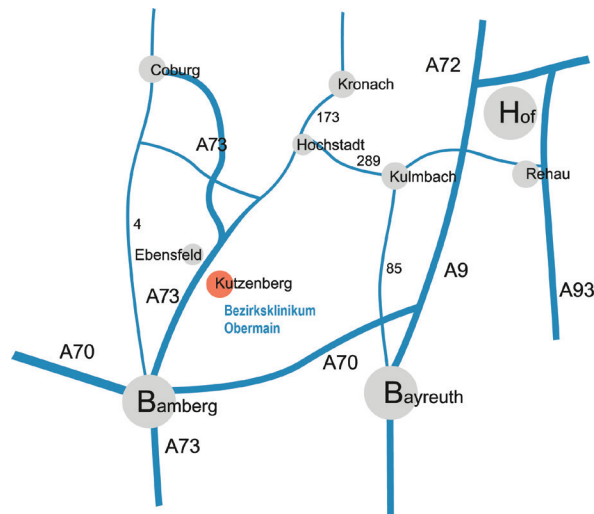 A72
Coburg
Kronach
Hof
173
A73
Hochstadt
289
Kulmbach
Rehau
4
Ebensfeld
85
A9
Kutzenberg
A73
A93
Bezirksklinikum
Obermain
A70
A70
Bamberg
Bayreuth
A73